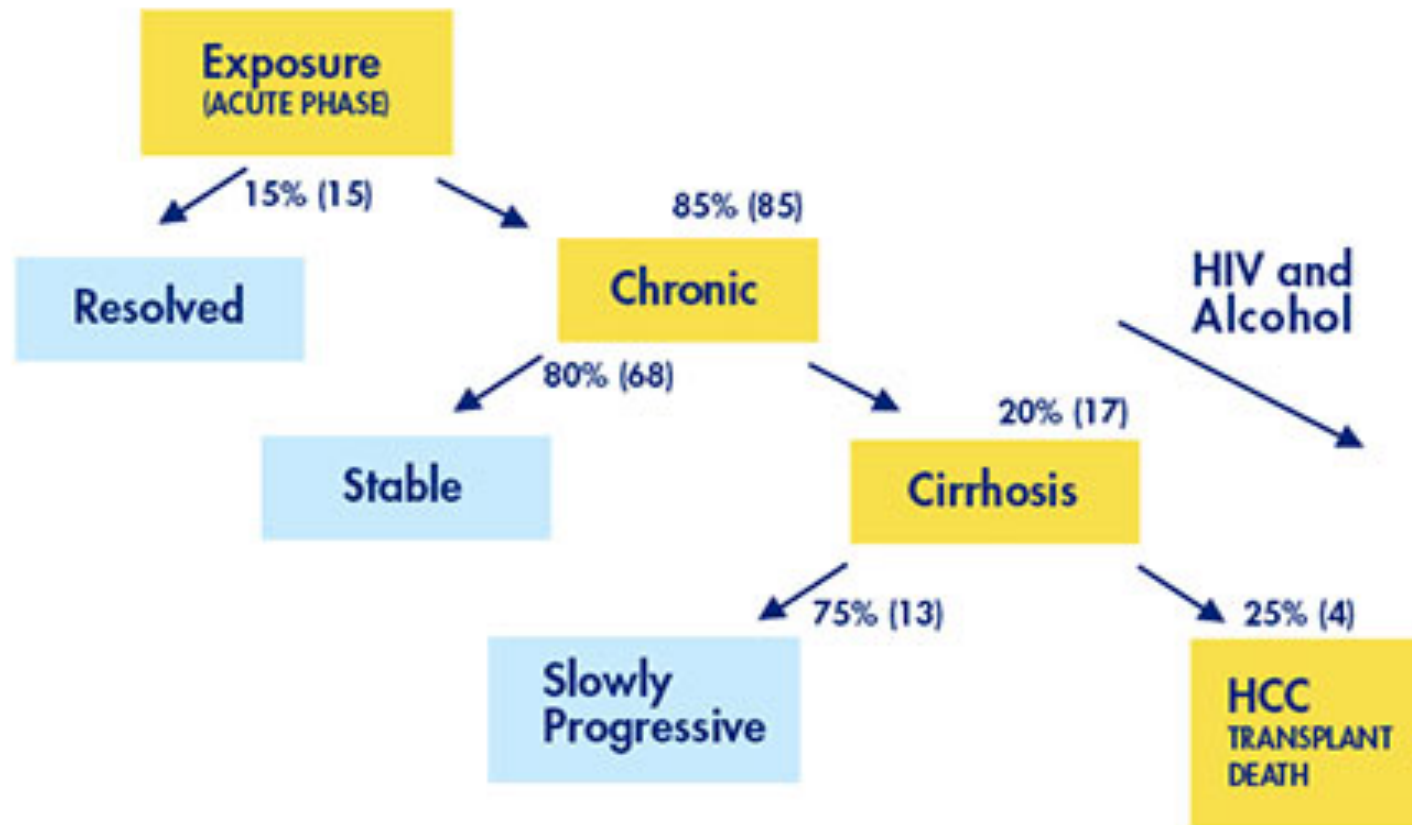 Exposure
(ACUTE PHASE)
15% (15)
85% (85)
Resolved
Chronic
HIV and
Alcohol
80% (68)
20% (17)
Stable
Cirrhosis
75% (13)
25% (4)
Slowly
Progressive
HCC
TRANSPLANT
DEATH